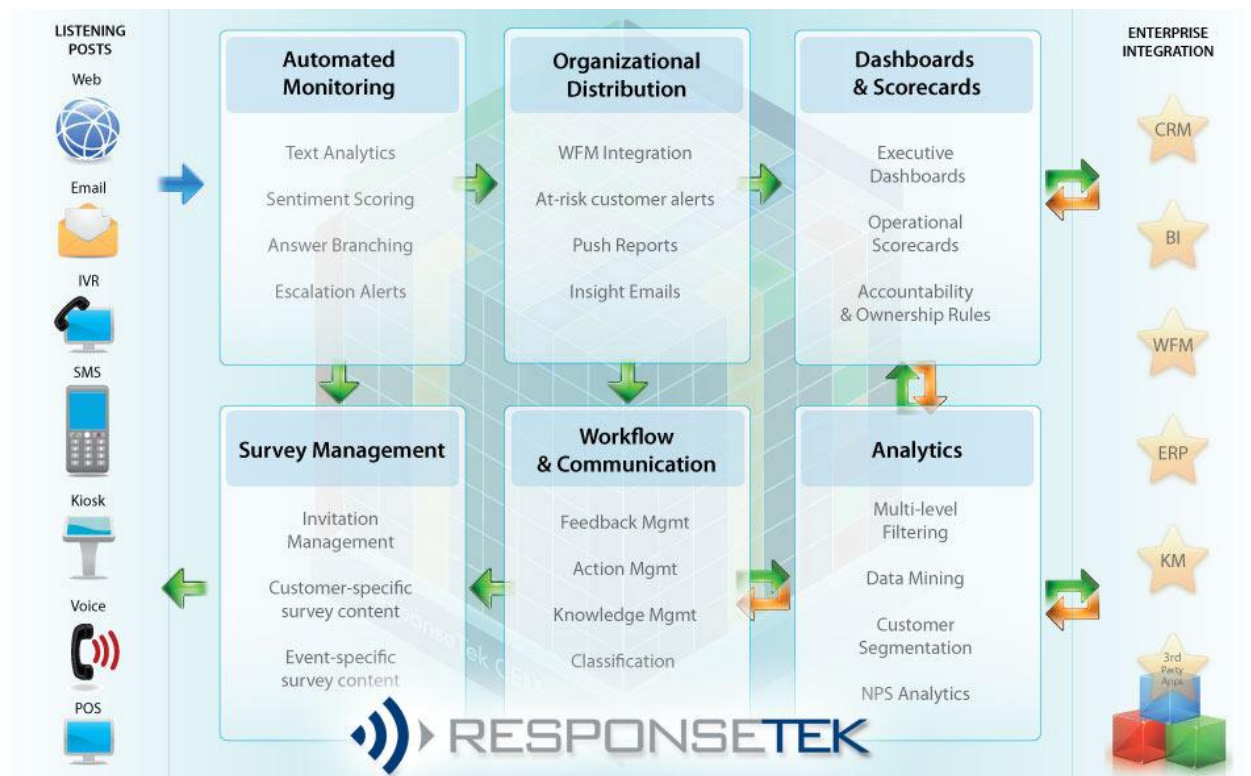 LISTENING
POSTS
Web
Email
IVR
SMS
Kiosk
Voice
POS
Automated
Monitoring
Text Analytics
Sentiment Scoring
Answer Branching
Escalation Alerts
Organizational
Distribution
WFM Integration
At-risk customer alerts
Push Reports
Insight Emails
Dashboards
& Scorecards
Executive
Dashboards
Operational
Scorecards
Accountability
& Ownership Rules
Survey Management
Invitation
Management
Customer-specific
survey content
Event-specific
survey content
Workflow
& Communication
Feedback Mgmt
Action Mgmt
Knowledge Mgmt
Classification
Analytics
Multi-level
Filtering
Data Mining
Customer
Segmentation
NPS Analytics
ENTERPRISE
INTEGRATION
CRM
BI
WFM
ERP
KM
3rd
Party
Apps
RESPONSETEK